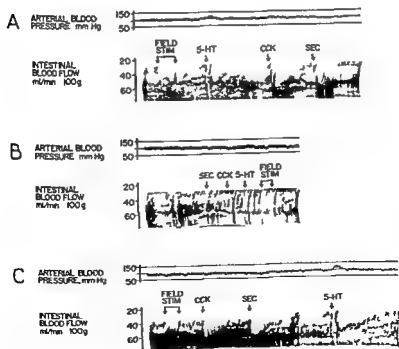 A
ARTERIAL BLOOD
PRESSURE mm Hg
150
50
FIELD
STIM
5-HT
CCK
SEC
INTESTINAL
BLOOD FLOW
ml/min 100g
20
40
60
B
ARTERIAL BLOOD
PRESSURE mm Hg
150
50
SEC CCK 5-HT FIELD
STIM
INTESTINAL
BLOOD FLOW
ml/min 100g
20
40
60
C
ARTERIAL BLOOD
PRESSURE, mm Hg
150
50
FIELD
STIM
CCK
SEC
5-HT
INTESTINAL
BLOOD FLOW
ml/min 100g
20
40
60